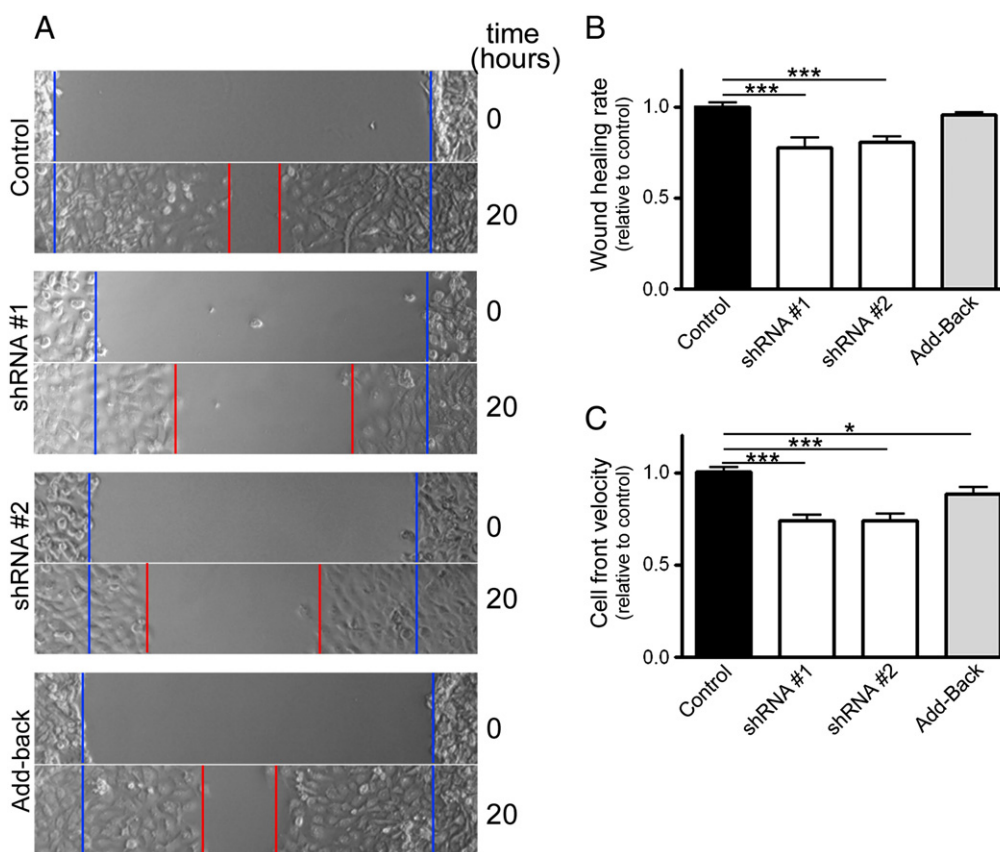 A
time
(hours)
Control
0
20
shRNA #1
0
20
shRNA #2
0
20
Add-back
0
20
B
Wound healing rate
(relative to control)
1.0
0.5
0.0
***
***
Control
shRNA #1
shRNA #2
Add-Back
C
Cell front velocity
(relative to control)
1.0
0.5
0.0
*
***
***
Control
shRNA #1
shRNA #2
Add-Back